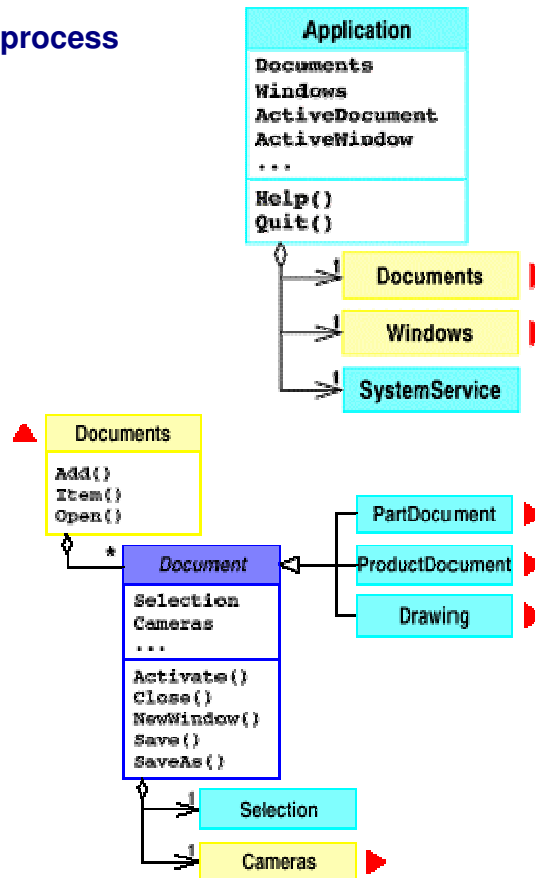 process
Application
Documents
Windows
ActiveDocument
ActiveWindow
...
Help()
Quit()
1
Documents
1
Windows
1
SystemService
Documents
Add()
Item()
Open()
*
Document
Selection
Cameras
...
Activate()
Close()
NewWindow()
Save()
SaveAs()
PartDocument
ProductDocument
Drawing
1
Selection
1
Cameras